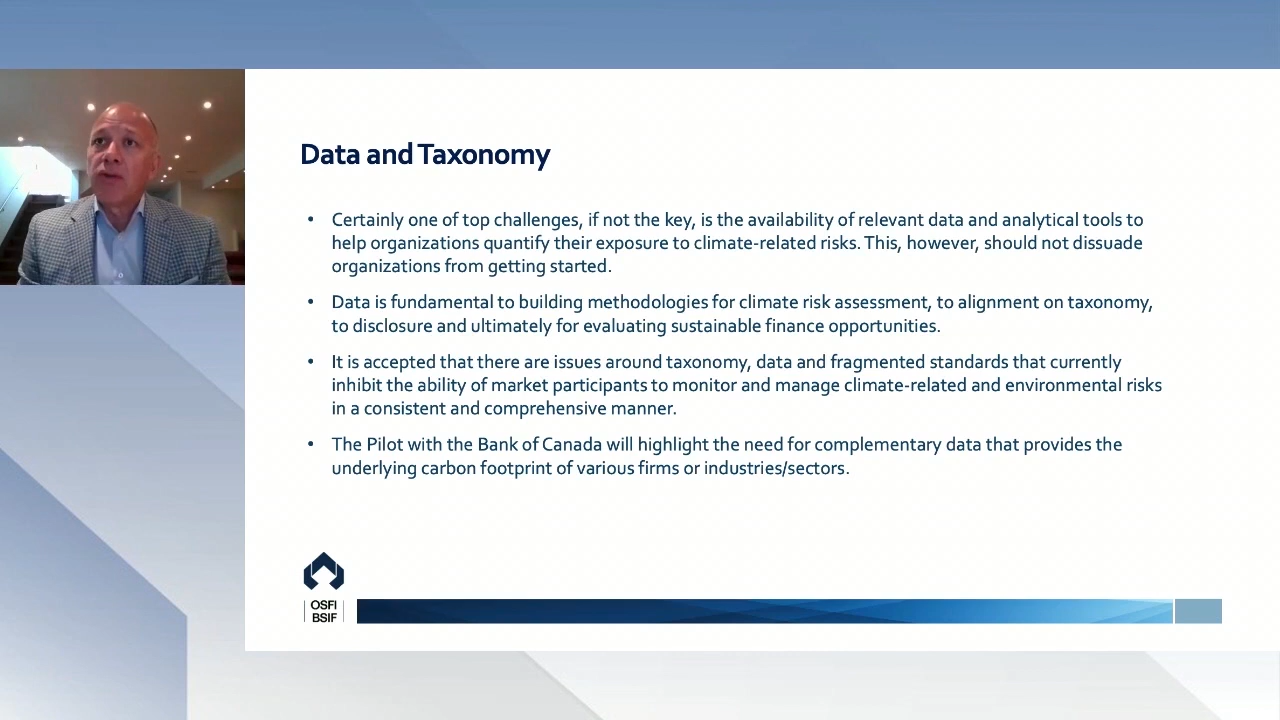 Data and Taxonomy
• Certainly one of top challenges, if not the key, is the availability of relevant data and analytical tools to
help organizations quantify their exposure to climate-related risks. This, however, should not dissuade
organizations from getting started.
• Data is fundamental to building methodologies for climate risk assessment, to alignment on taxonomy,
to disclosure and ultimately for evaluating sustainable finance opportunities.
• It is accepted that there are issues around taxonomy, data and fragmented standards that currently
inhibit the ability of market participants to monitor and manage climate-related and environmental risks
in a consistent and comprehensive manner.
• The Pilot with the Bank of Canada will highlight the need for complementary data that provides the
underlying carbon footprint of various firms or industries/sectors.
OSFI
BSIF